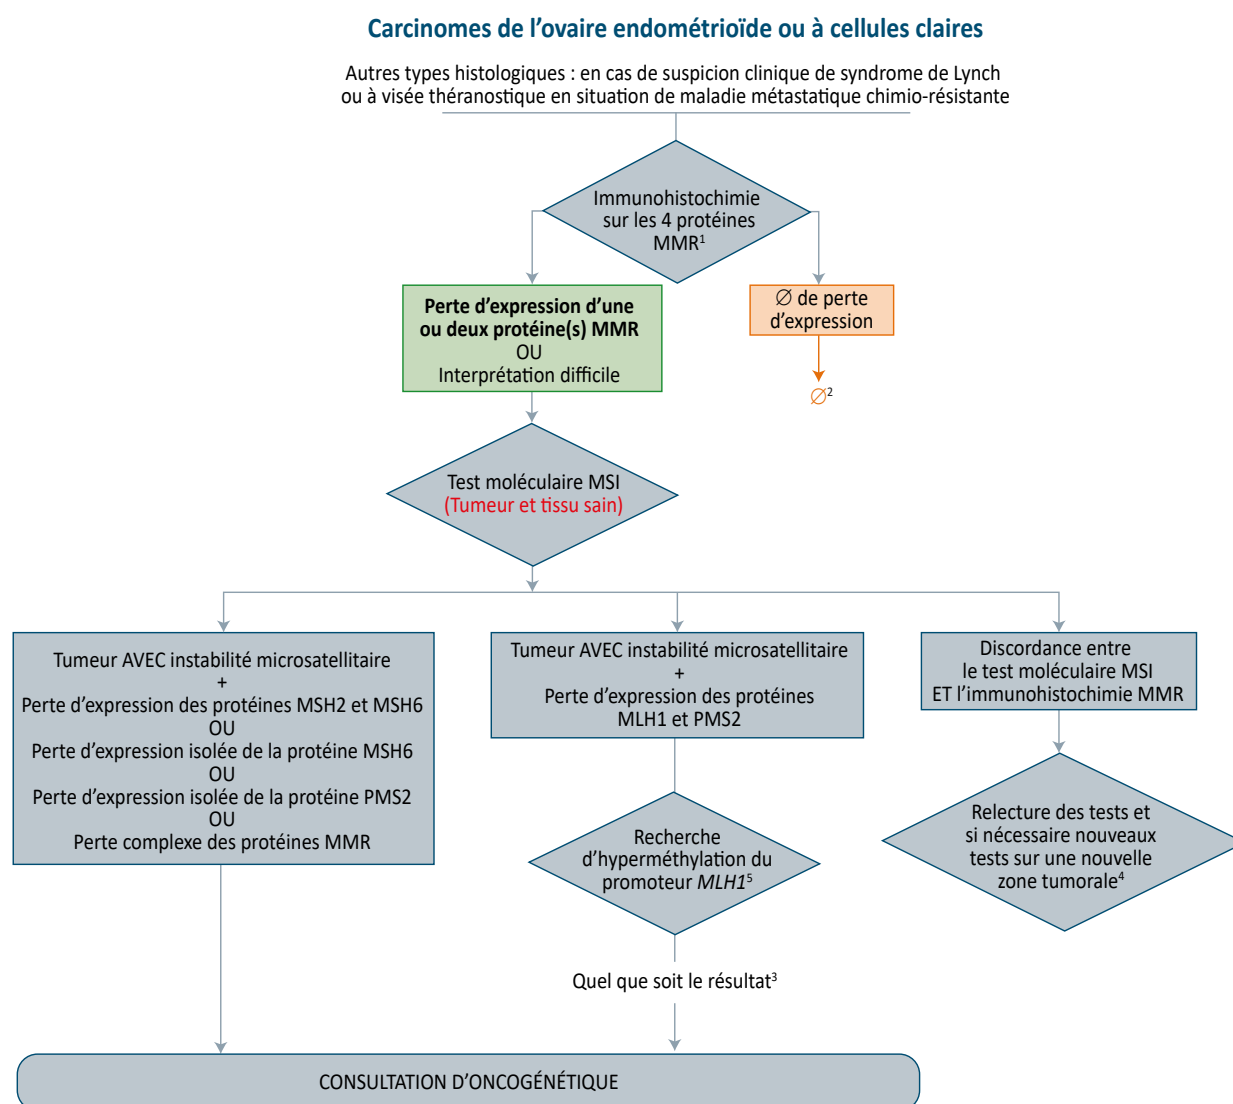 Carcinomes de l’ovaire endométrioïde ou à cellules claires
Autres types histologiques : en cas de suspicion clinique de syndrome de Lynch
ou à visée théranostique en situation de maladie métastatique chimio-résistante
Immunohistochimie
sur les 4 protéines
MMR¹
Perte d’expression d’une
ou deux protéine(s) MMR
OU
Interprétation difficile
∅ de perte
d’expression
∅²
Test moléculaire MSI
(Tumeur et tissu sain)
Tumeur AVEC instabilité microsatellitaire
+
Perte d’expression des protéines MSH2 et MSH6
OU
Perte d’expression isolée de la protéine MSH6
OU
Perte d’expression isolée de la protéine PMS2
OU
Perte complexe des protéines MMR
Tumeur AVEC instabilité microsatellitaire
+
Perte d’expression des protéines
MLH1 et PMS2
Discordance entre
le test moléculaire MSI
ET l’immunohistochimie MMR
Recherche
d’hyperméthylation du
promoteur MLH1⁵
Relecture des tests et
si nécessaire nouveaux
tests sur une nouvelle
zone tumorale⁴
Quel que soit le résultat³
CONSULTATION D’ONCOGÉNÉTIQUE